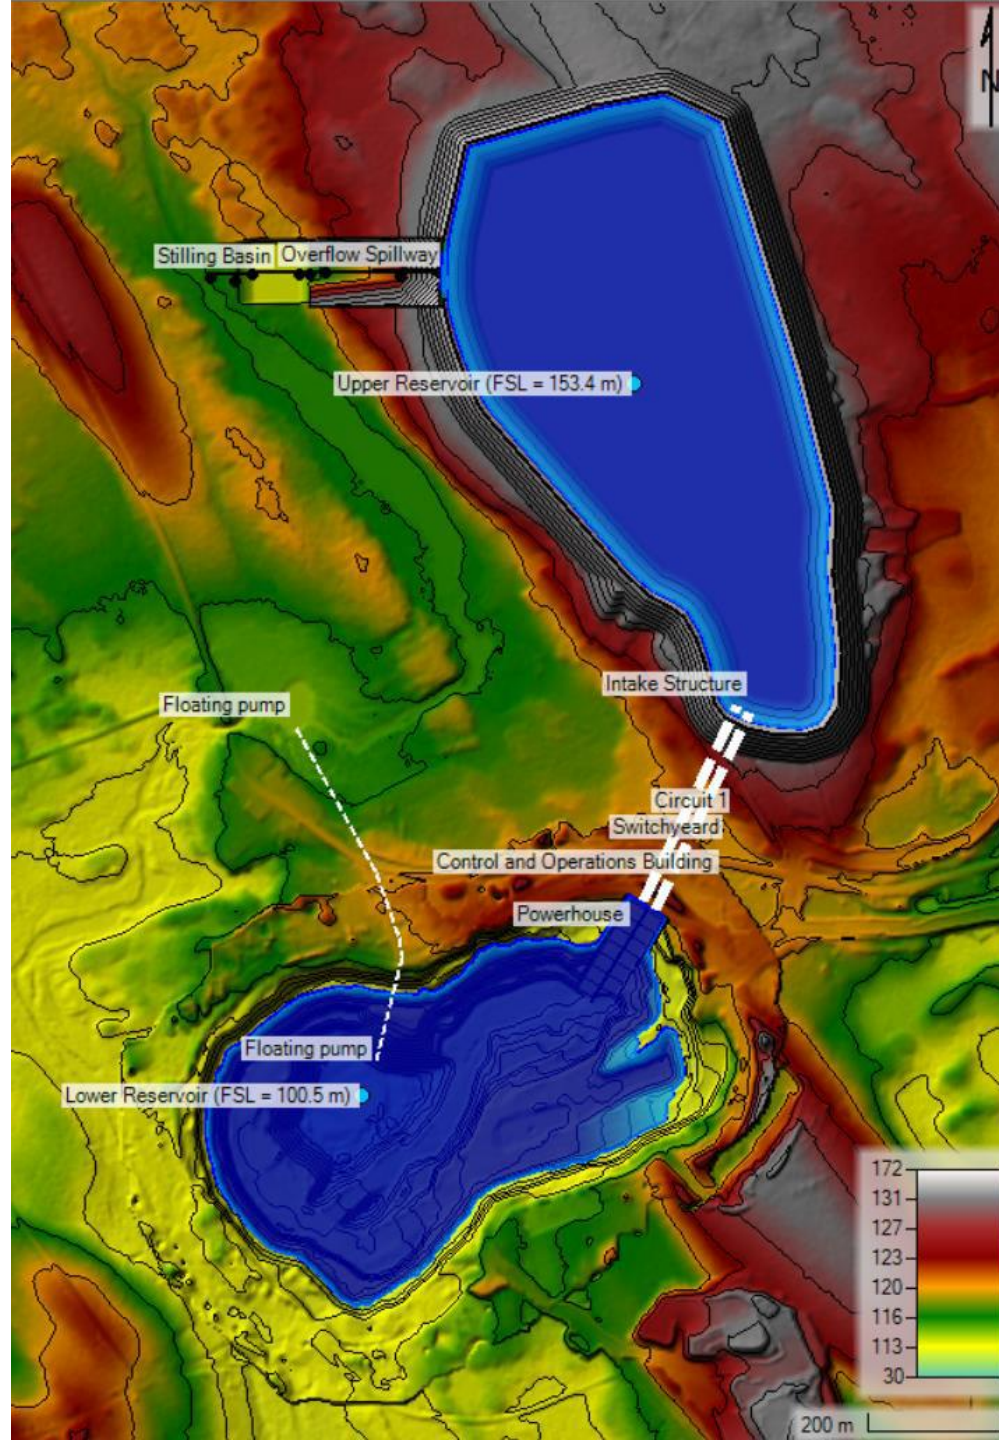 N
Stilling Basin
Overflow Spillway
Upper Reservoir (FSL = 153.4 m)
Intake Structure
Floating pump
Circuit 1
Switchyeard
Control and Operations Building
Powerhouse
Floating pump
Lower Reservoir (FSL = 100.5 m)
172
131
127
123
120
116
113
30
200 m